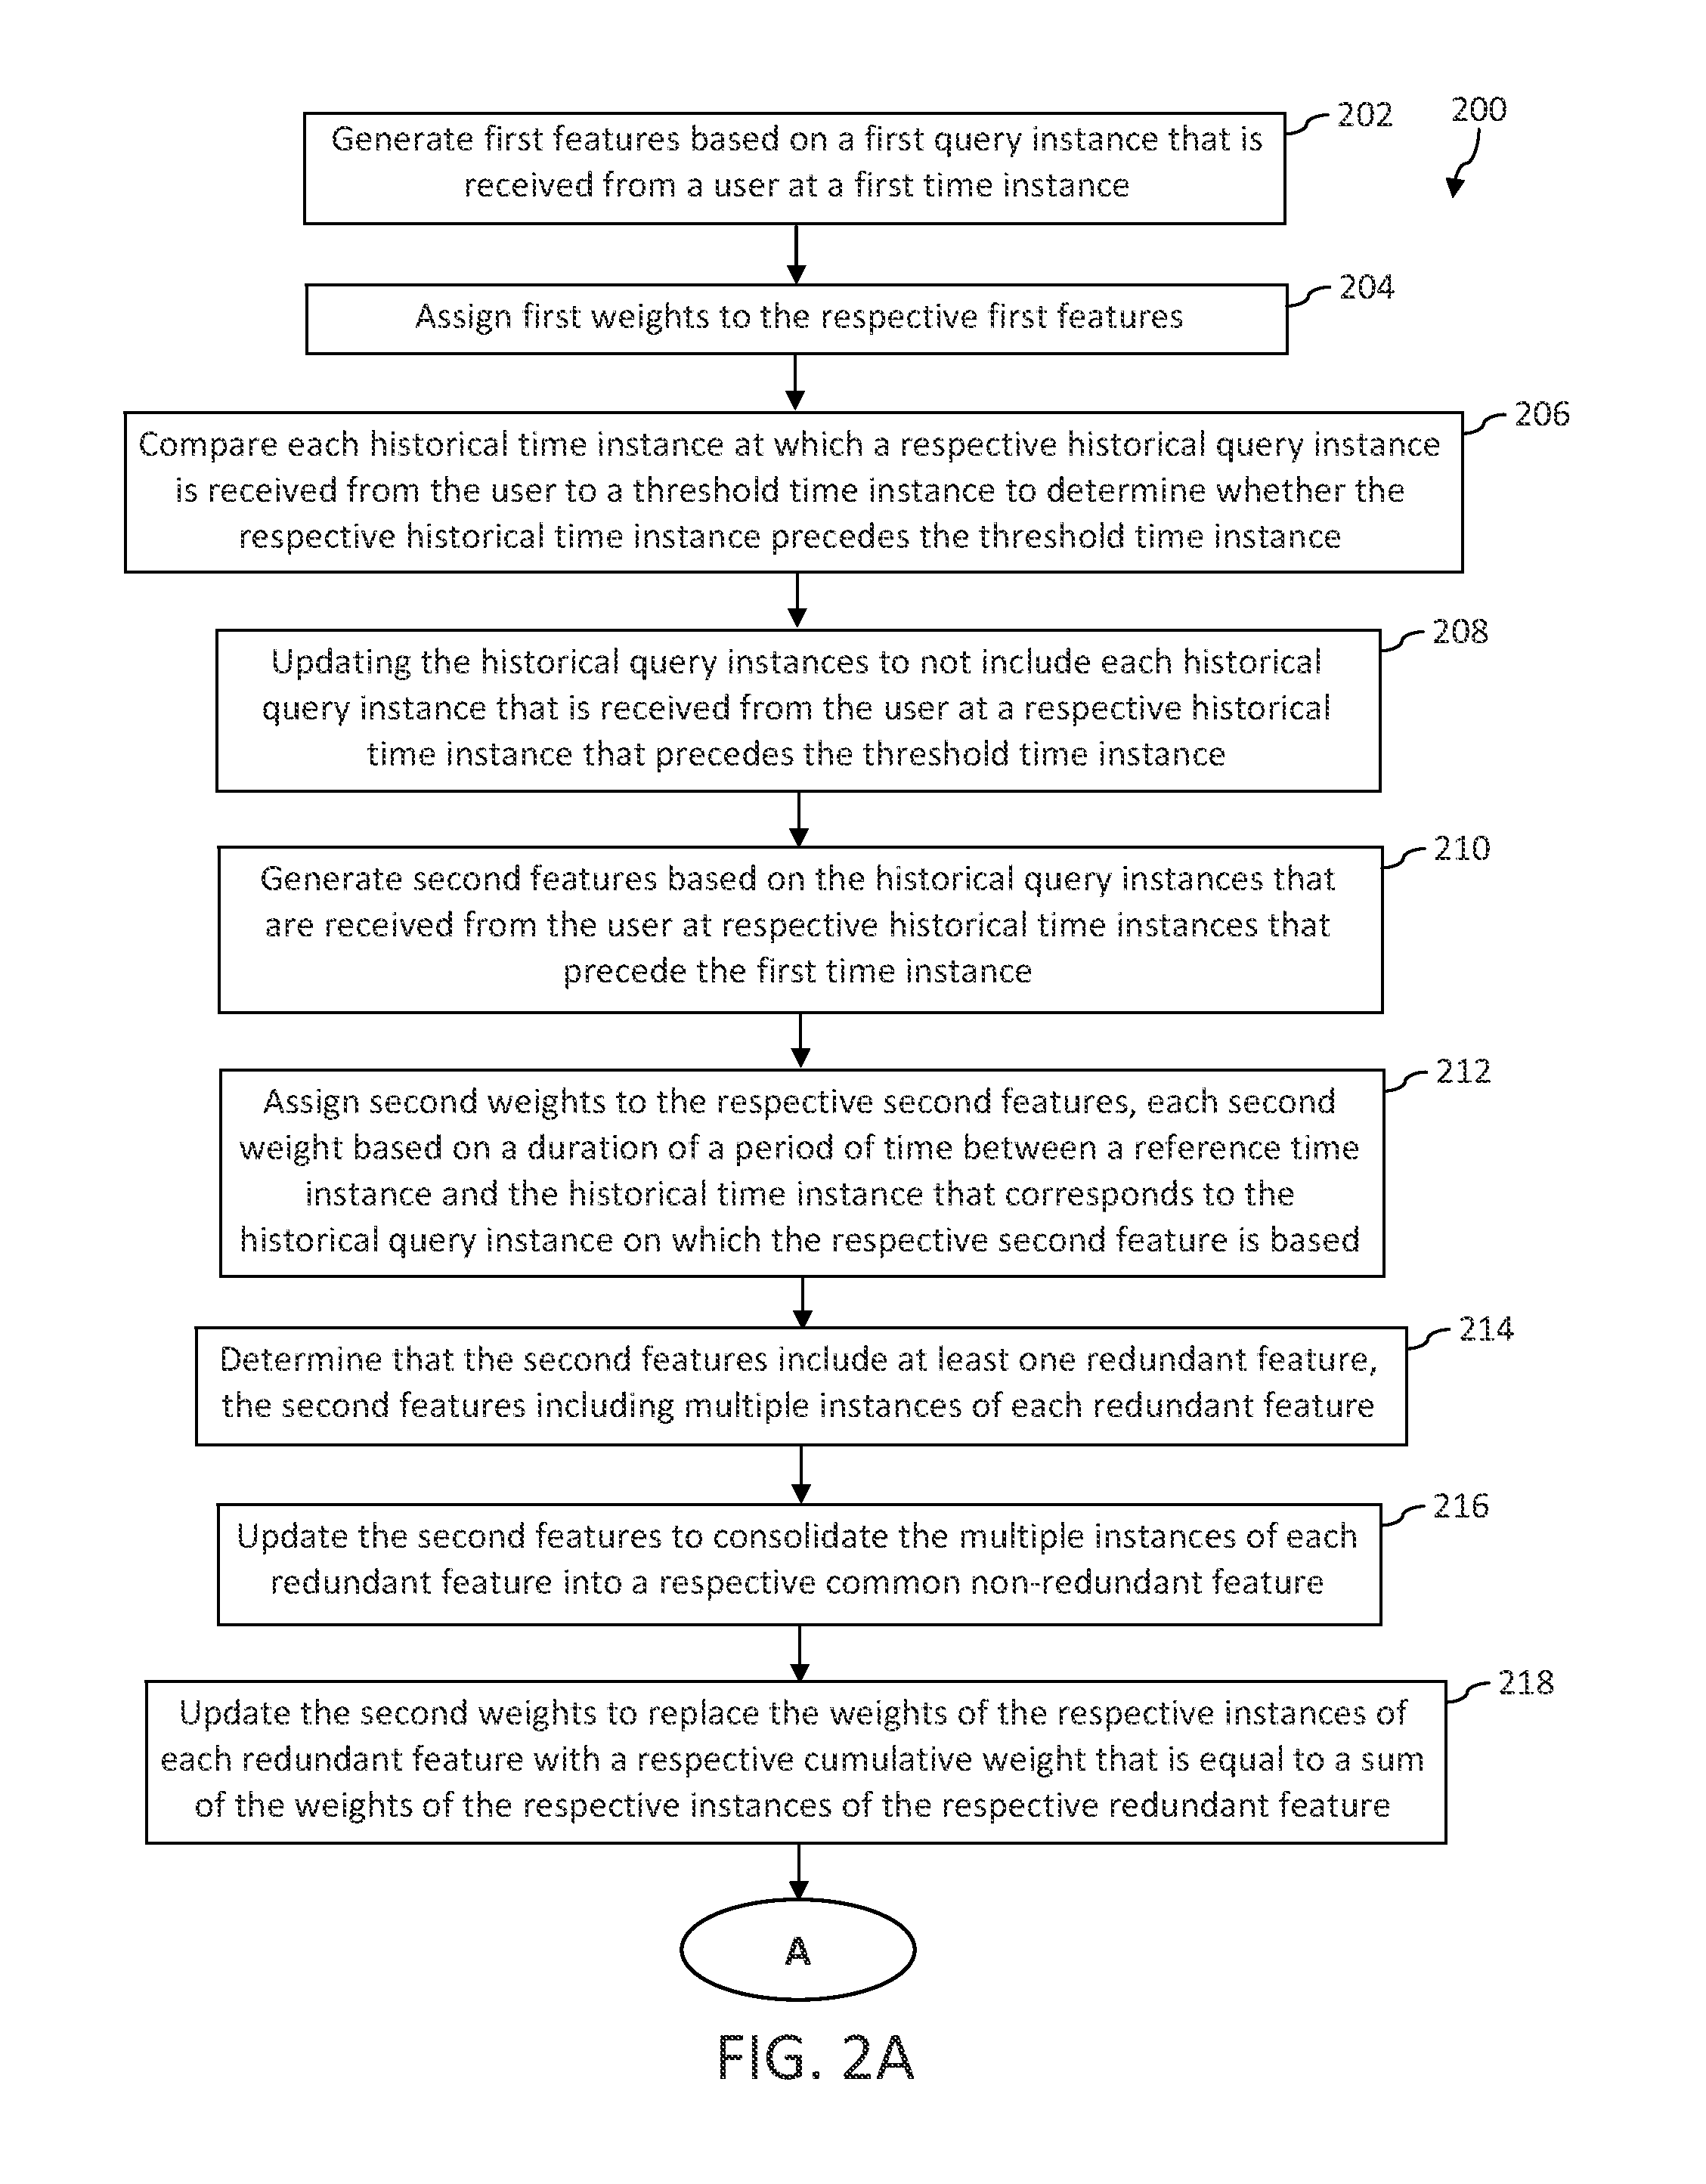 200
202
Generate first features based on a first query instance that is
received from a user at a first time instance
204
Assign first weights to the respective first features
206
Compare each historical time instance at which a respective historical query instance
is received from the user to a threshold time instance to determine whether the
respective historical time instance precedes the threshold time instance
208
Updating the historical query instances to not include each historical
query instance that is received from the user at a respective historical
time instance that precedes the threshold time instance
210
Generate second features based on the historical query instances that
are received from the user at respective historical time instances that
precede the first time instance
212
Assign second weights to the respective second features, each second
weight based on a duration of a period of time between a reference time
instance and the historical time instance that corresponds to the
historical query instance on which the respective second feature is based
214
Determine that the second features include at least one redundant feature,
the second features including multiple instances of each redundant feature
216
Update the second features to consolidate the multiple instances of each
redundant feature into a respective common non-redundant feature
218
Update the second weights to replace the weights of the respective instances of
each redundant feature with a respective cumulative weight that is equal to a sum
of the weights of the respective instances of the respective redundant feature
A
FIG. 2A